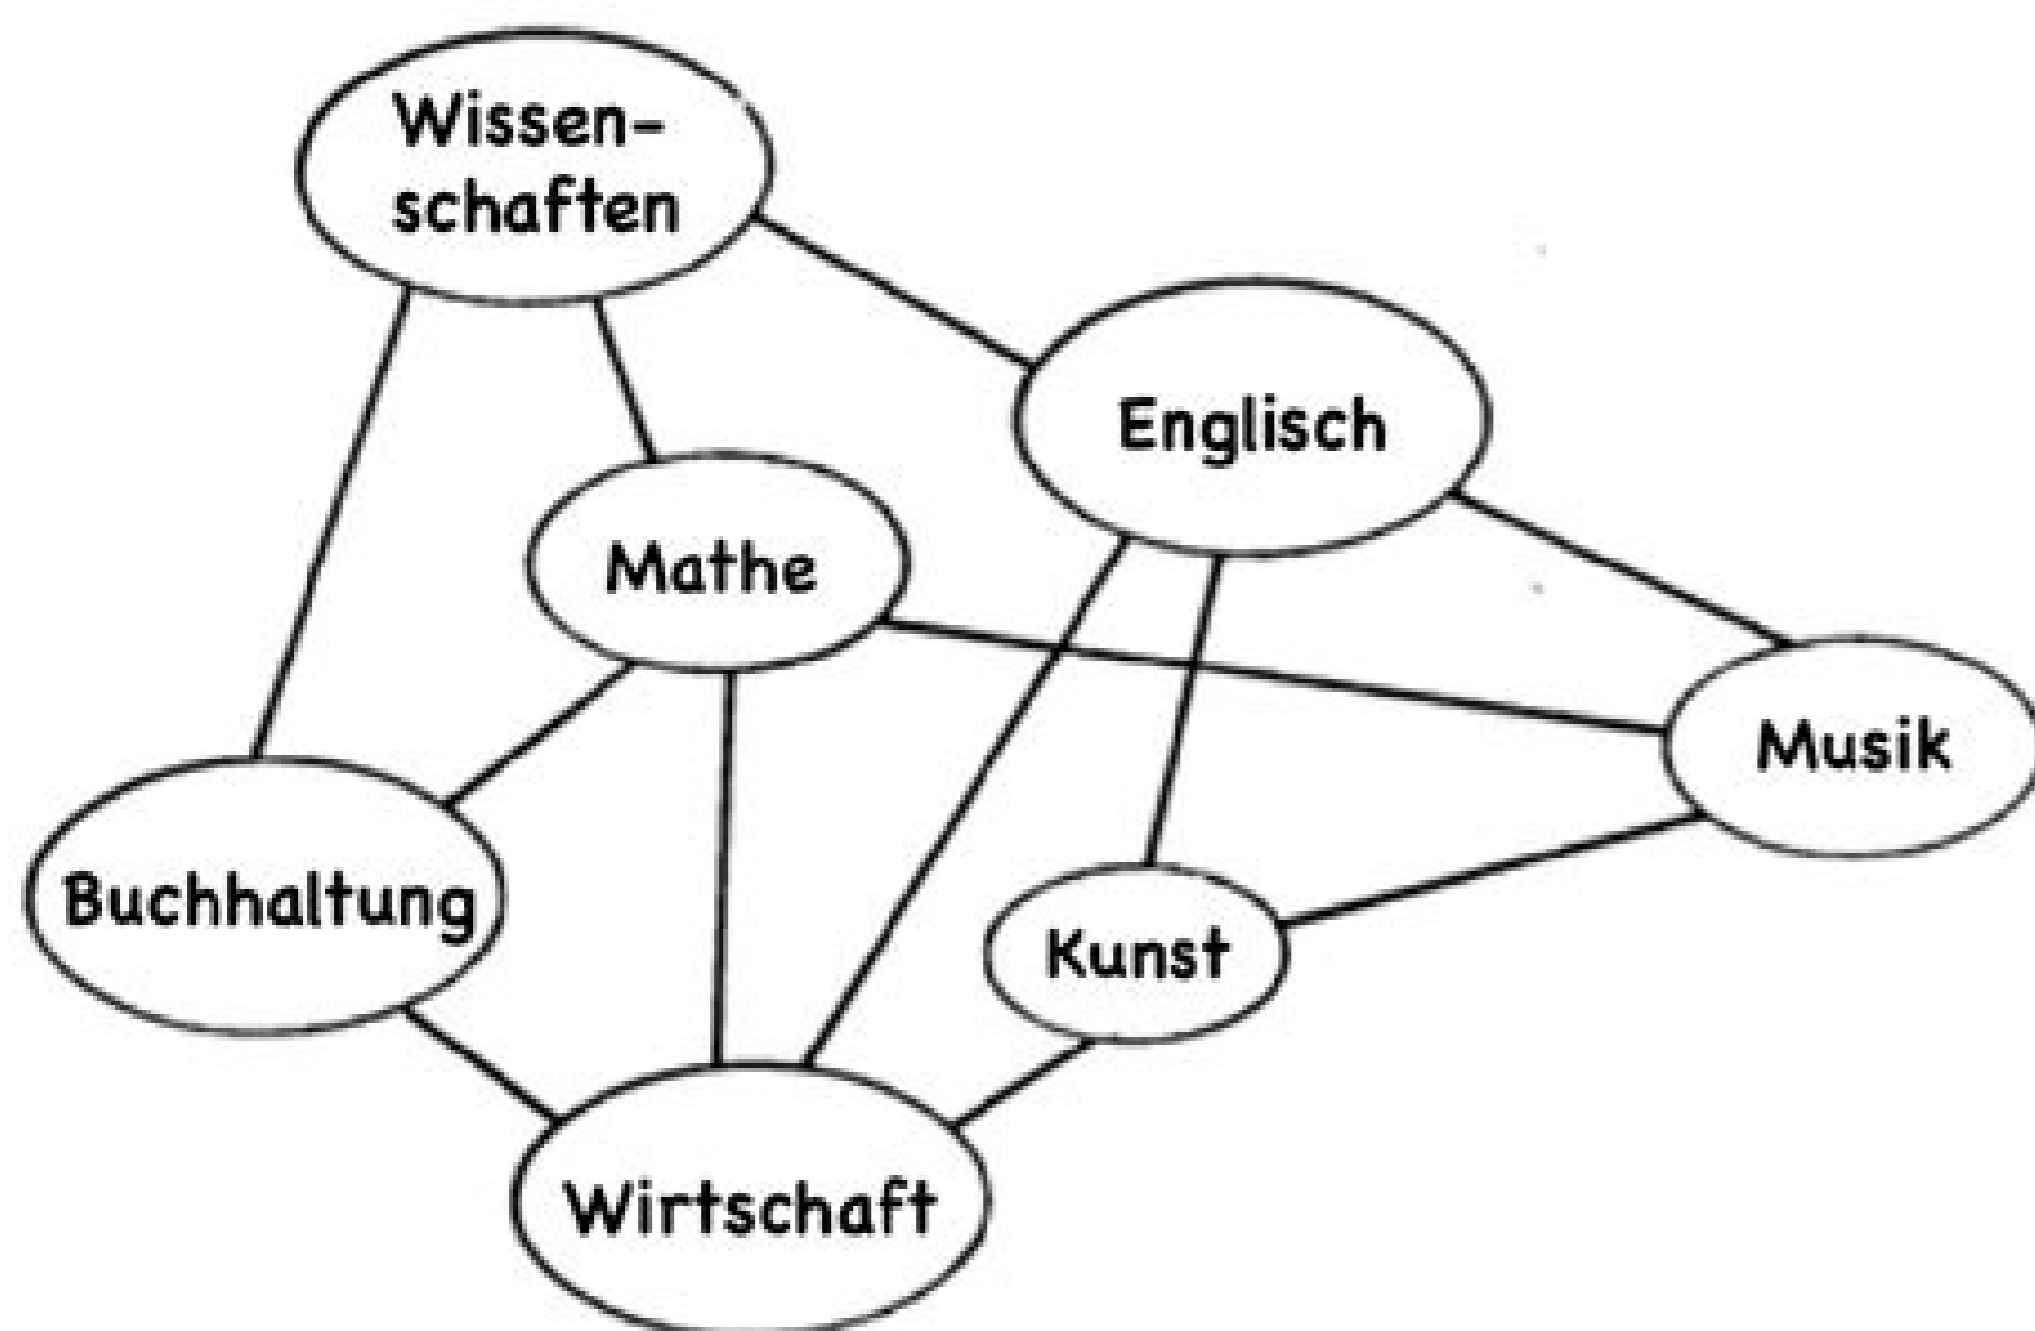 Wissen-
schaften
Englisch
Mathe
Musik
Buchhaltung
Kunst
Wirtschaft